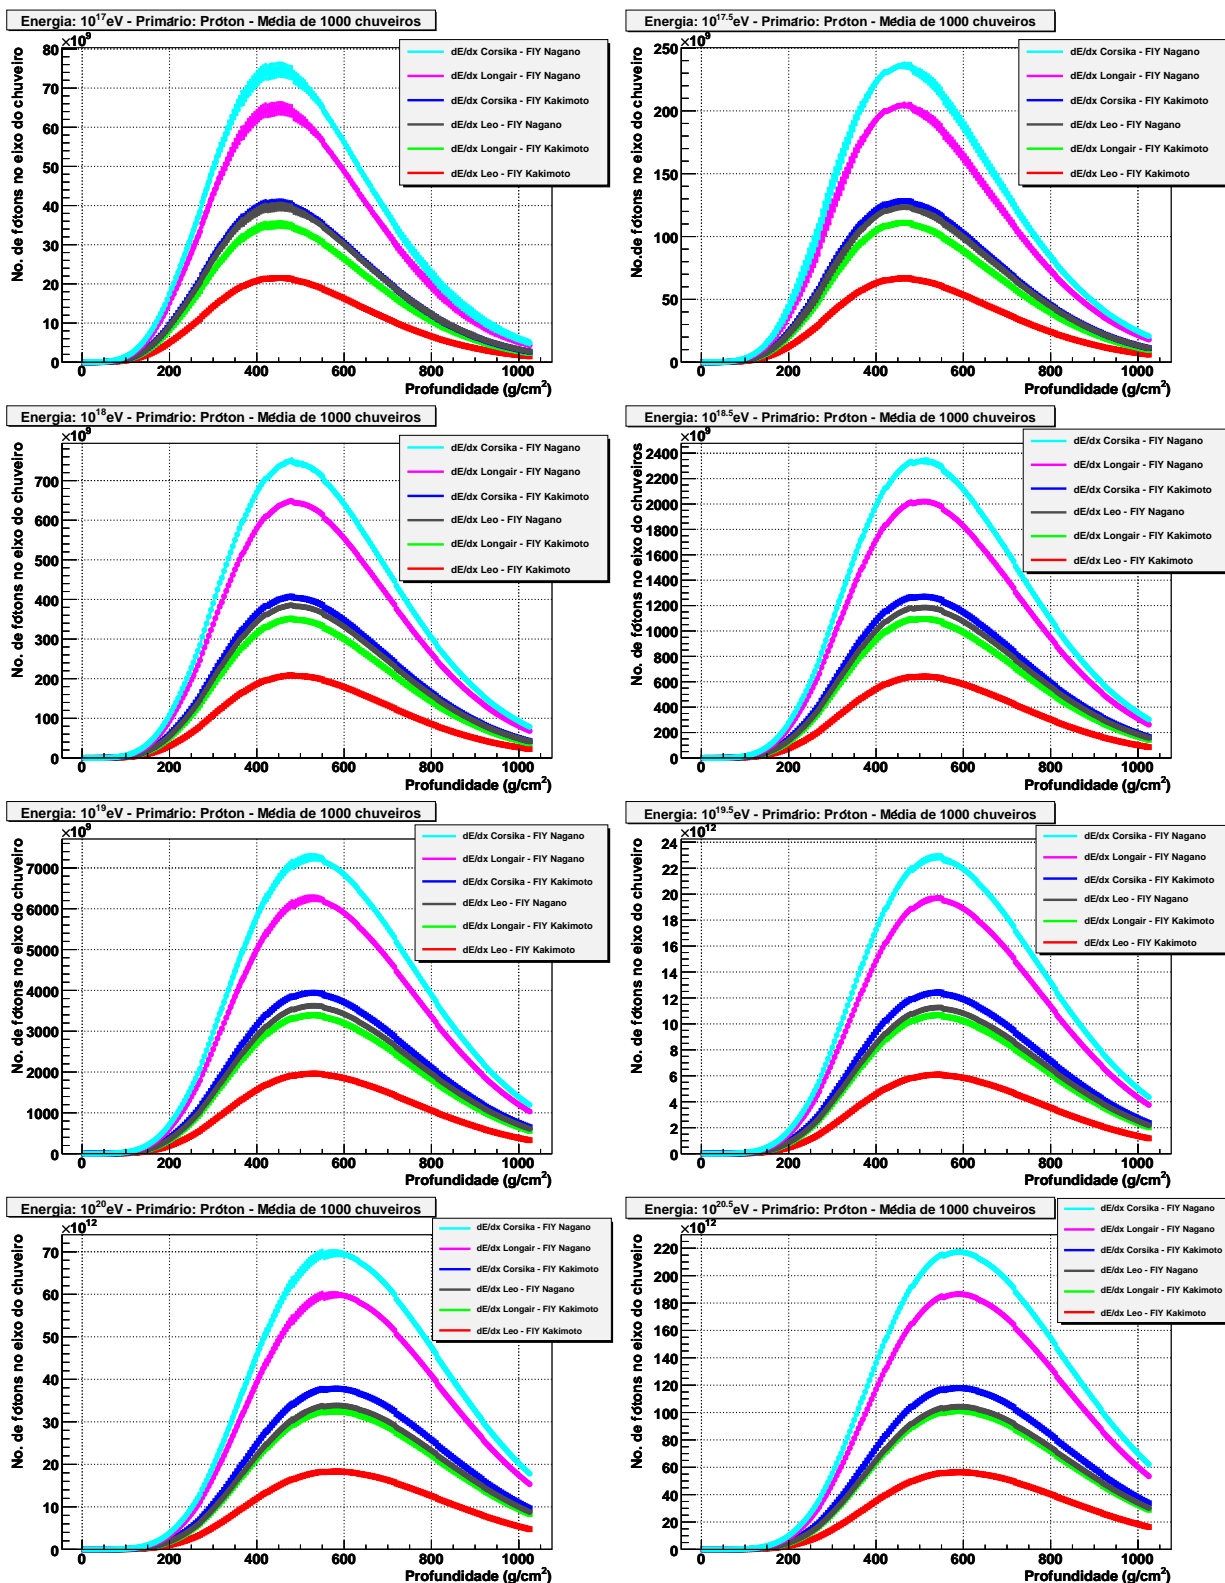 Energia: 10^17eV - Primário: Próton - Média de 1000 chuveiros
×10^9
No. de fótons no eixo do chuveiro
80
70
60
50
40
30
20
10
0
0 200 400 600 800 1000
Profundidade (g/cm^2)
dE/dx Corsika - FIY Nagano
dE/dx Longair - FIY Nagano
dE/dx Corsika - FIY Kakimoto
dE/dx Leo - FIY Nagano
dE/dx Longair - FIY Kakimoto
dE/dx Leo - FIY Kakimoto
Energia: 10^17.5eV - Primário: Próton - Média de 1000 chuveiros
×10^9
No.de fótons no eixo do chuveiro
250
200
150
100
50
0
0 200 400 600 800 1000
Profundidade (g/cm^2)
dE/dx Corsika - FIY Nagano
dE/dx Longair - FIY Nagano
dE/dx Corsika - FIY Kakimoto
dE/dx Leo - FIY Nagano
dE/dx Longair - FIY Kakimoto
dE/dx Leo - FIY Kakimoto
Energia: 10^18eV - Primário: Próton - Média de 1000 chuveiros
×10^9
No. de fótons no eixo do chuveiro
700
600
500
400
300
200
100
0
0 200 400 600 800 1000
Profundidade (g/cm^2)
dE/dx Corsika - FIY Nagano
dE/dx Longair - FIY Nagano
dE/dx Corsika - FIY Kakimoto
dE/dx Leo - FIY Nagano
dE/dx Longair - FIY Kakimoto
dE/dx Leo - FIY Kakimoto
Energia: 10^18.5eV - Primário: Próton - Média de 1000 chuveiros
×10^9
No. de fótons no eixo do chuveiros
2400
2200
2000
1800
1600
1400
1200
1000
800
600
400
200
0
0 200 400 600 800 1000
Profundidade (g/cm^2)
dE/dx Corsika - FIY Nagano
dE/dx Longair - FIY Nagano
dE/dx Corsika - FIY Kakimoto
dE/dx Leo - FIY Nagano
dE/dx Longair - FIY Kakimoto
dE/dx Leo - FIY Kakimoto
Energia: 10^19eV - Primário: Próton - Média de 1000 chuveiros
×10^9
No. de fótons no eixo do chuveiro
7000
6000
5000
4000
3000
2000
1000
0
0 200 400 600 800 1000
Profundidade (g/cm^2)
dE/dx Corsika - FIY Nagano
dE/dx Longair - FIY Nagano
dE/dx Corsika - FIY Kakimoto
dE/dx Leo - FIY Nagano
dE/dx Longair - FIY Kakimoto
dE/dx Leo - FIY Kakimoto
Energia: 10^19.5eV - Primário: Próton - Média de 1000 chuveiros
×10^12
No. de fótons no eixo do chuveiro
24
22
20
18
16
14
12
10
8
6
4
2
0
0 200 400 600 800 1000
Profundidade (g/cm^2)
dE/dx Corsika - FIY Nagano
dE/dx Longair - FIY Nagano
dE/dx Corsika - FIY Kakimoto
dE/dx Leo - FIY Nagano
dE/dx Longair - FIY Kakimoto
dE/dx Leo - FIY Kakimoto
Energia: 10^20eV - Primário: Próton - Média de 1000 chuveiros
×10^12
No. de fótons no eixo do chuveiro
70
60
50
40
30
20
10
0
0 200 400 600 800 1000
Profundidade (g/cm^2)
dE/dx Corsika - FIY Nagano
dE/dx Longair - FIY Nagano
dE/dx Corsika - FIY Kakimoto
dE/dx Leo - FIY Nagano
dE/dx Longair - FIY Kakimoto
dE/dx Leo - FIY Kakimoto
Energia: 10^20.5eV - Primário: Próton - Média de 1000 chuveiros
×10^12
No. de fótons no eixo do chuveiro
220
200
180
160
140
120
100
80
60
40
20
0
0 200 400 600 800 1000
Profundidade (g/cm^2)
dE/dx Corsika - FIY Nagano
dE/dx Longair - FIY Nagano
dE/dx Corsika - FIY Kakimoto
dE/dx Leo - FIY Nagano
dE/dx Longair - FIY Kakimoto
dE/dx Leo - FIY Kakimoto